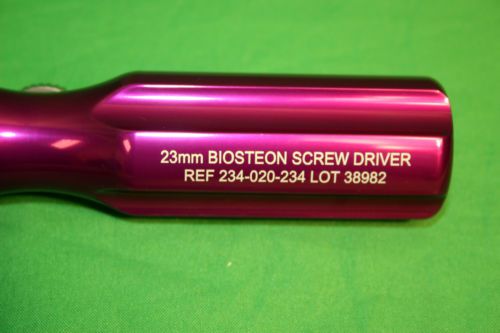 23mm BIOSTEON SCREW DRIVER
REF 234-020-234 LOT 38982